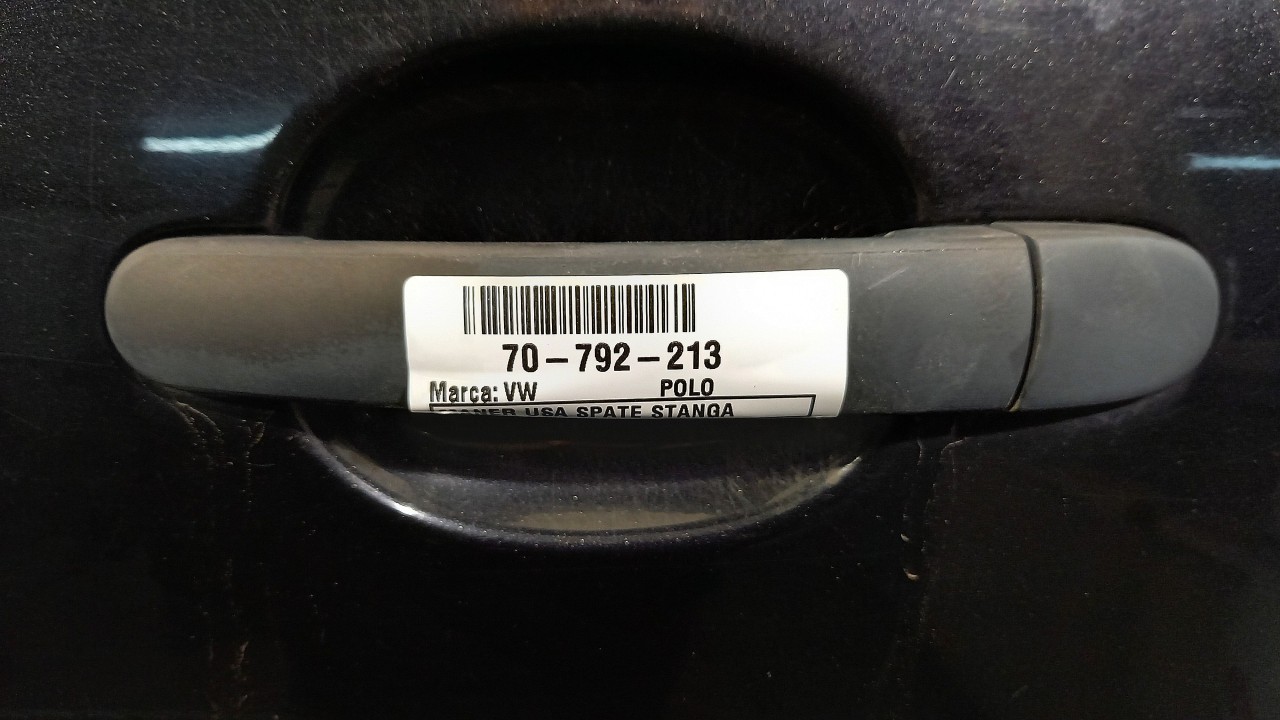 70-792-213
Marca: VW POLO
USA SPATE STANGA